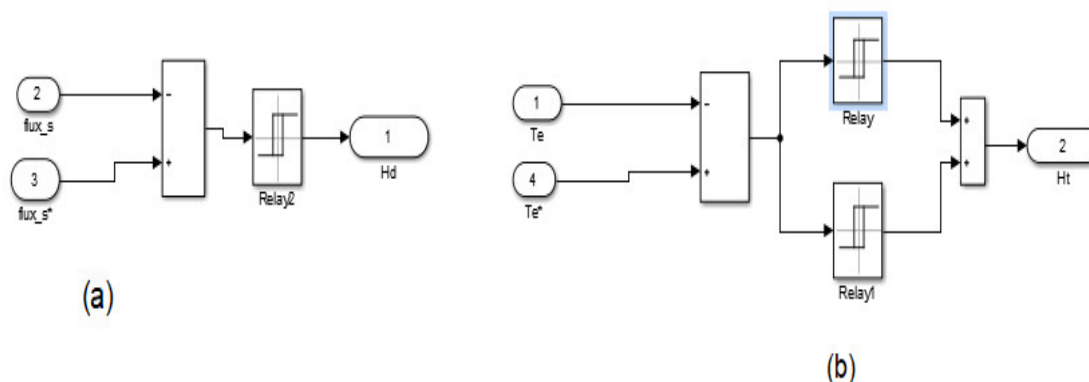 2
flux_s
3
flux_s*
-
+
Relay2
1
Hd
(a)
1
Te
4
Te*
-
+
Relay
Relay1
+
+
2
Ht
(b)